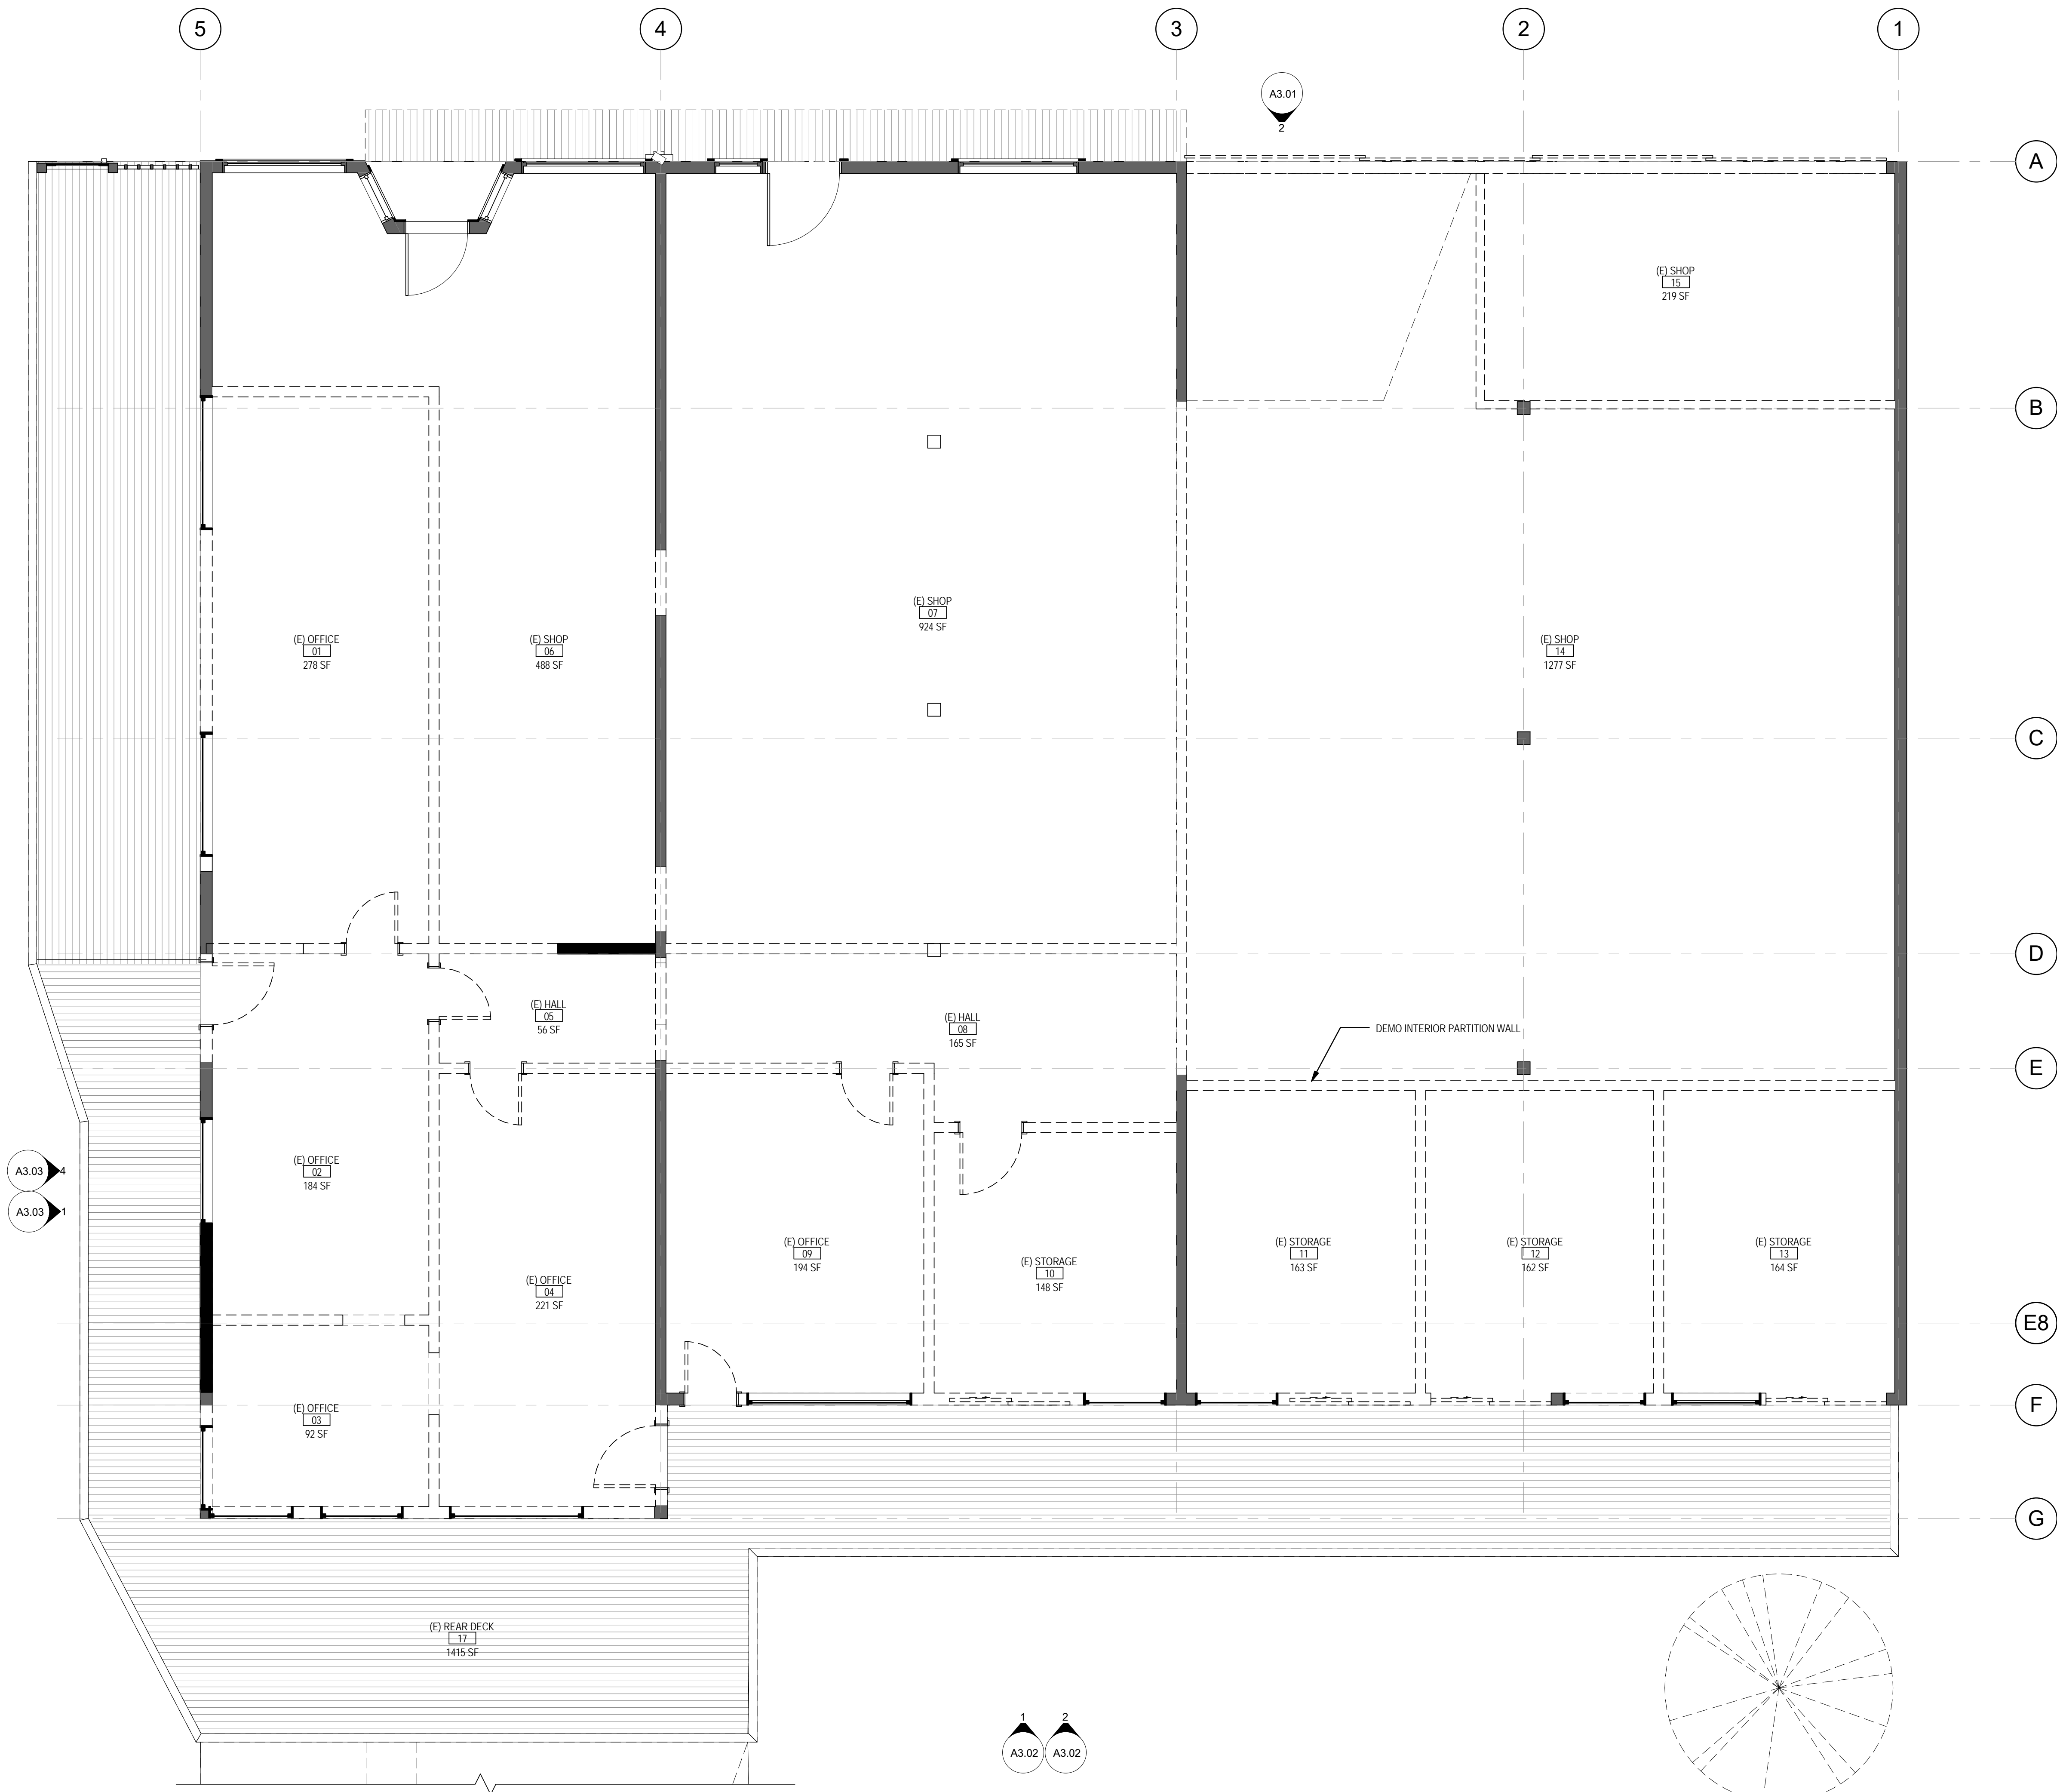 5
4
3
2
1
A3.01
2
A
(E) SHOP
15
219 SF
B
(E) SHOP
07
924 SF
(E) OFFICE
01
278 SF
(E) SHOP
06
488 SF
(E) SHOP
14
1277 SF
C
D
(E) HALL
05
56 SF
(E) HALL
08
165 SF
DEMO INTERIOR PARTITION WALL
E
A3.03
4
A3.03
1
(E) OFFICE
02
184 SF
(E) OFFICE
09
194 SF
(E) STORAGE
10
148 SF
(E) STORAGE
11
163 SF
(E) STORAGE
12
162 SF
(E) STORAGE
13
164 SF
(E) OFFICE
04
221 SF
E8
(E) OFFICE
03
92 SF
F
G
(E) REAR DECK
17
1415 SF
1
A3.02
2
A3.02